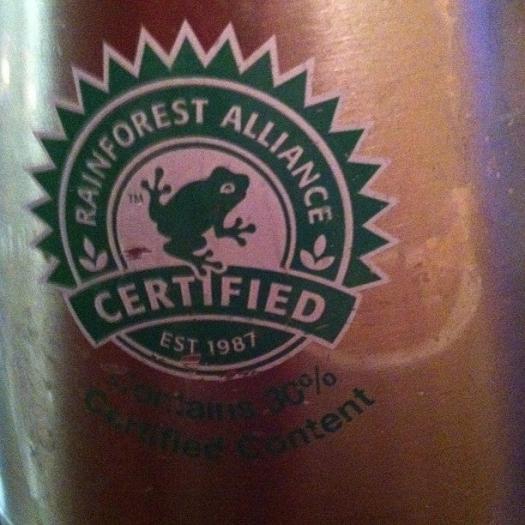 RAINFOREST ALLIANCE
TM
CERTIFIED
EST 1987
Contains 30%
Certified Content